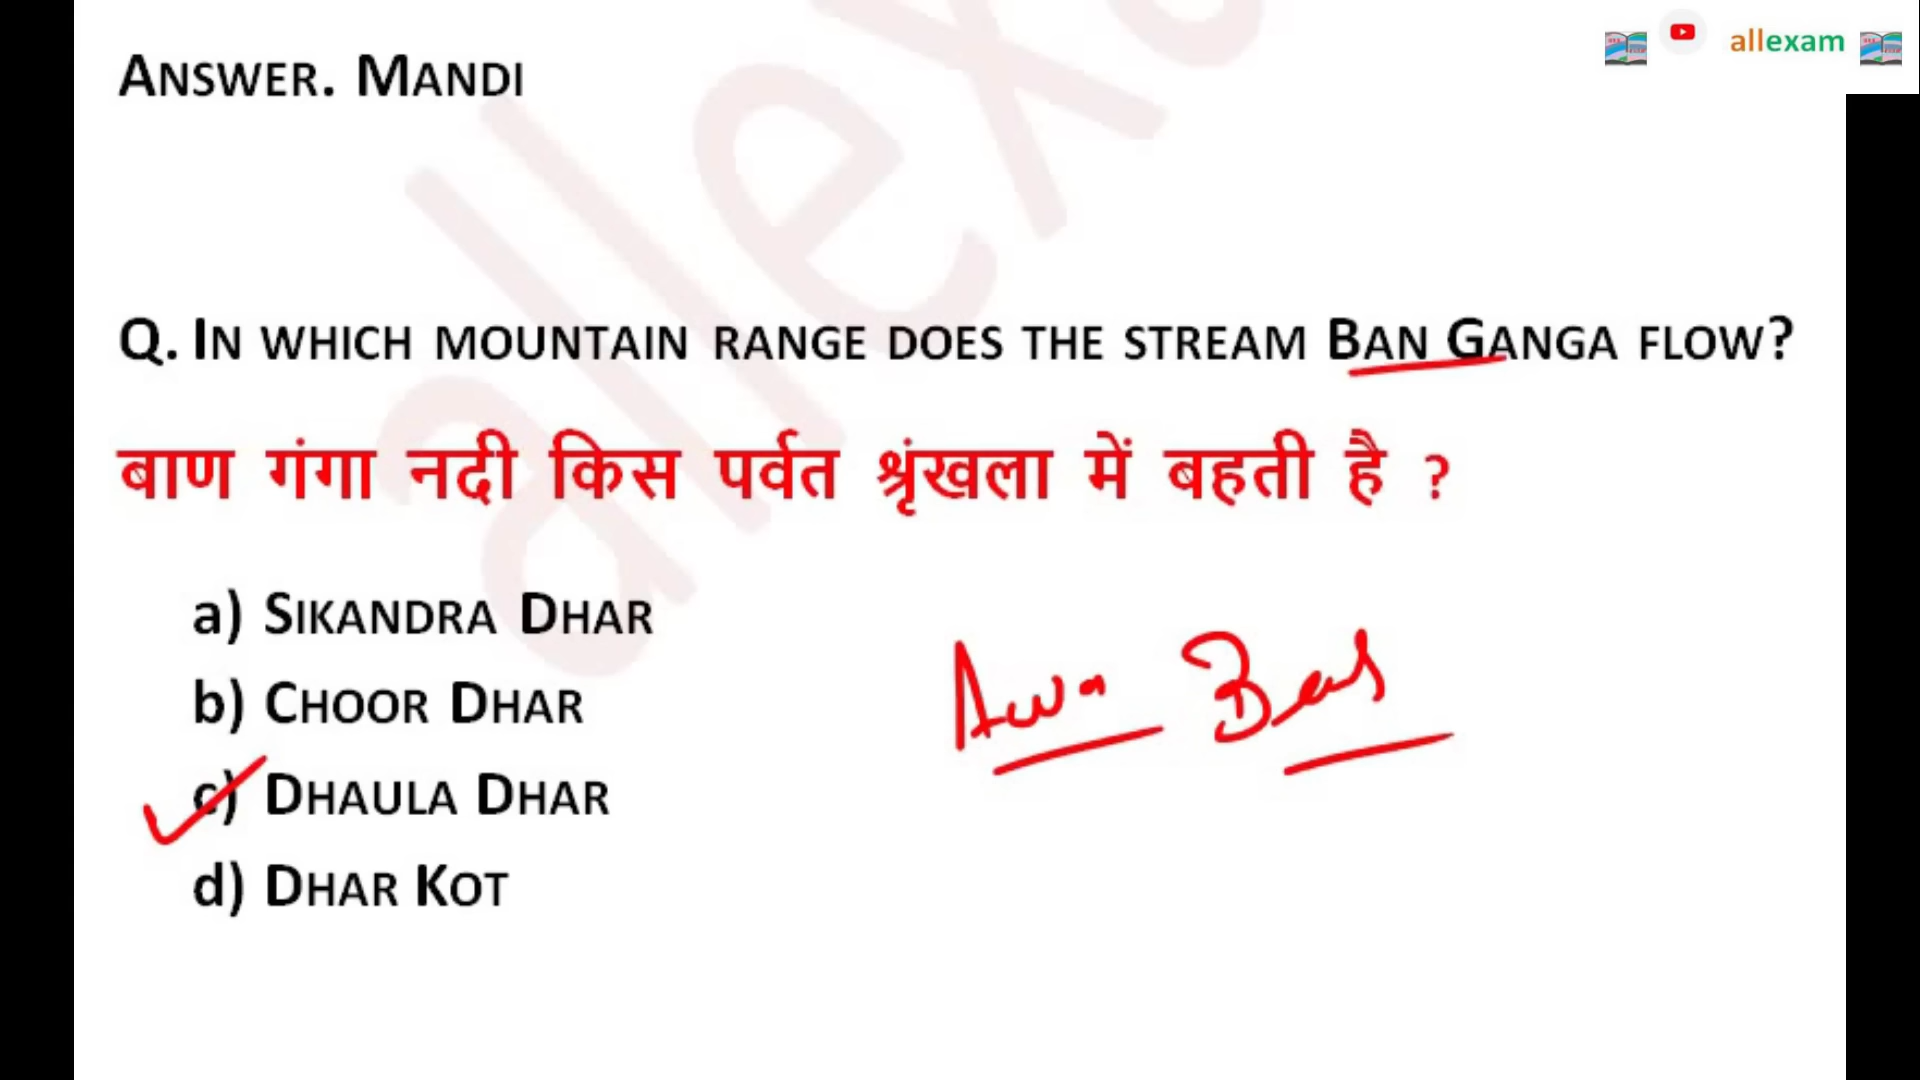 allexam
ANSWER. MANDI
Q. IN WHICH MOUNTAIN RANGE DOES THE STREAM BAN GANGA FLOW?
बाण गंगा नदी किस पर्वत श्रृंखला में बहती है ?
a) SIKANDRA DHAR
b) CHOOR DHAR
c) DHAULA DHAR
d) DHAR KOT
Awa